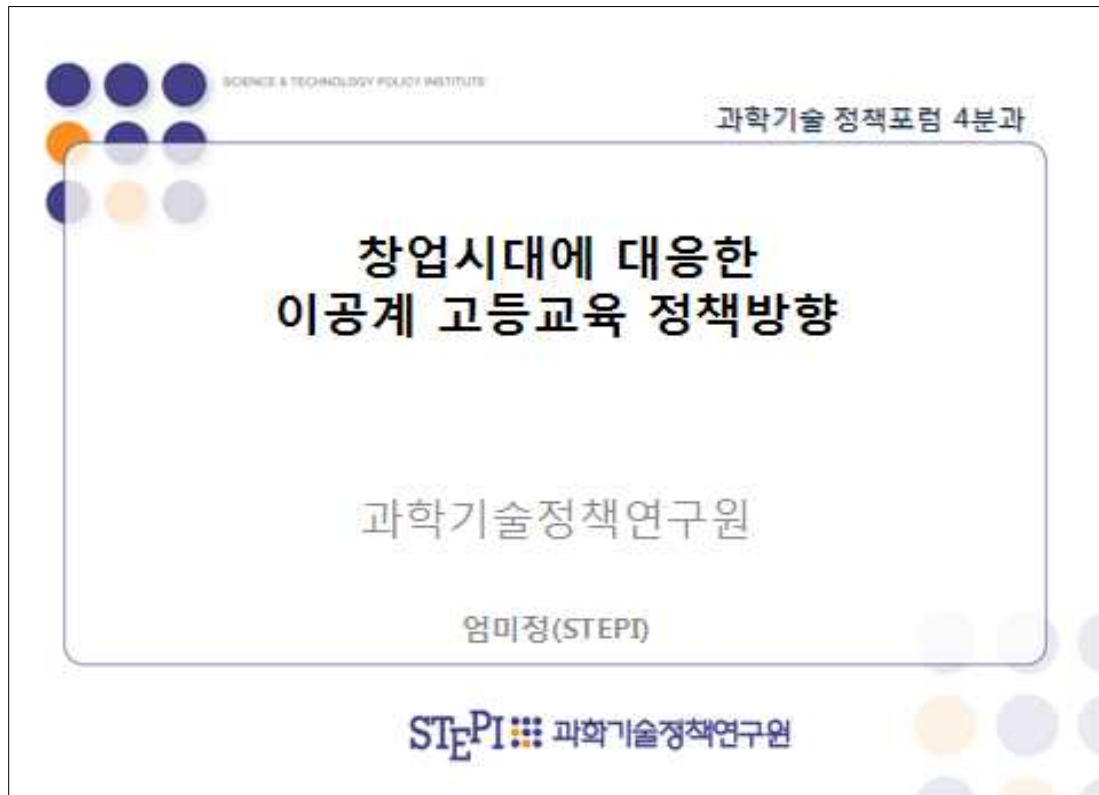 SCIENCE & TECHNOLOGY POLICY INSTITUTE
과학기술 정책포럼 4분과
창업시대에 대응한
이공계 고등교육 정책방향
과학기술정책연구원
엄미정(STEPI)
STEPI 과학기술정책연구원